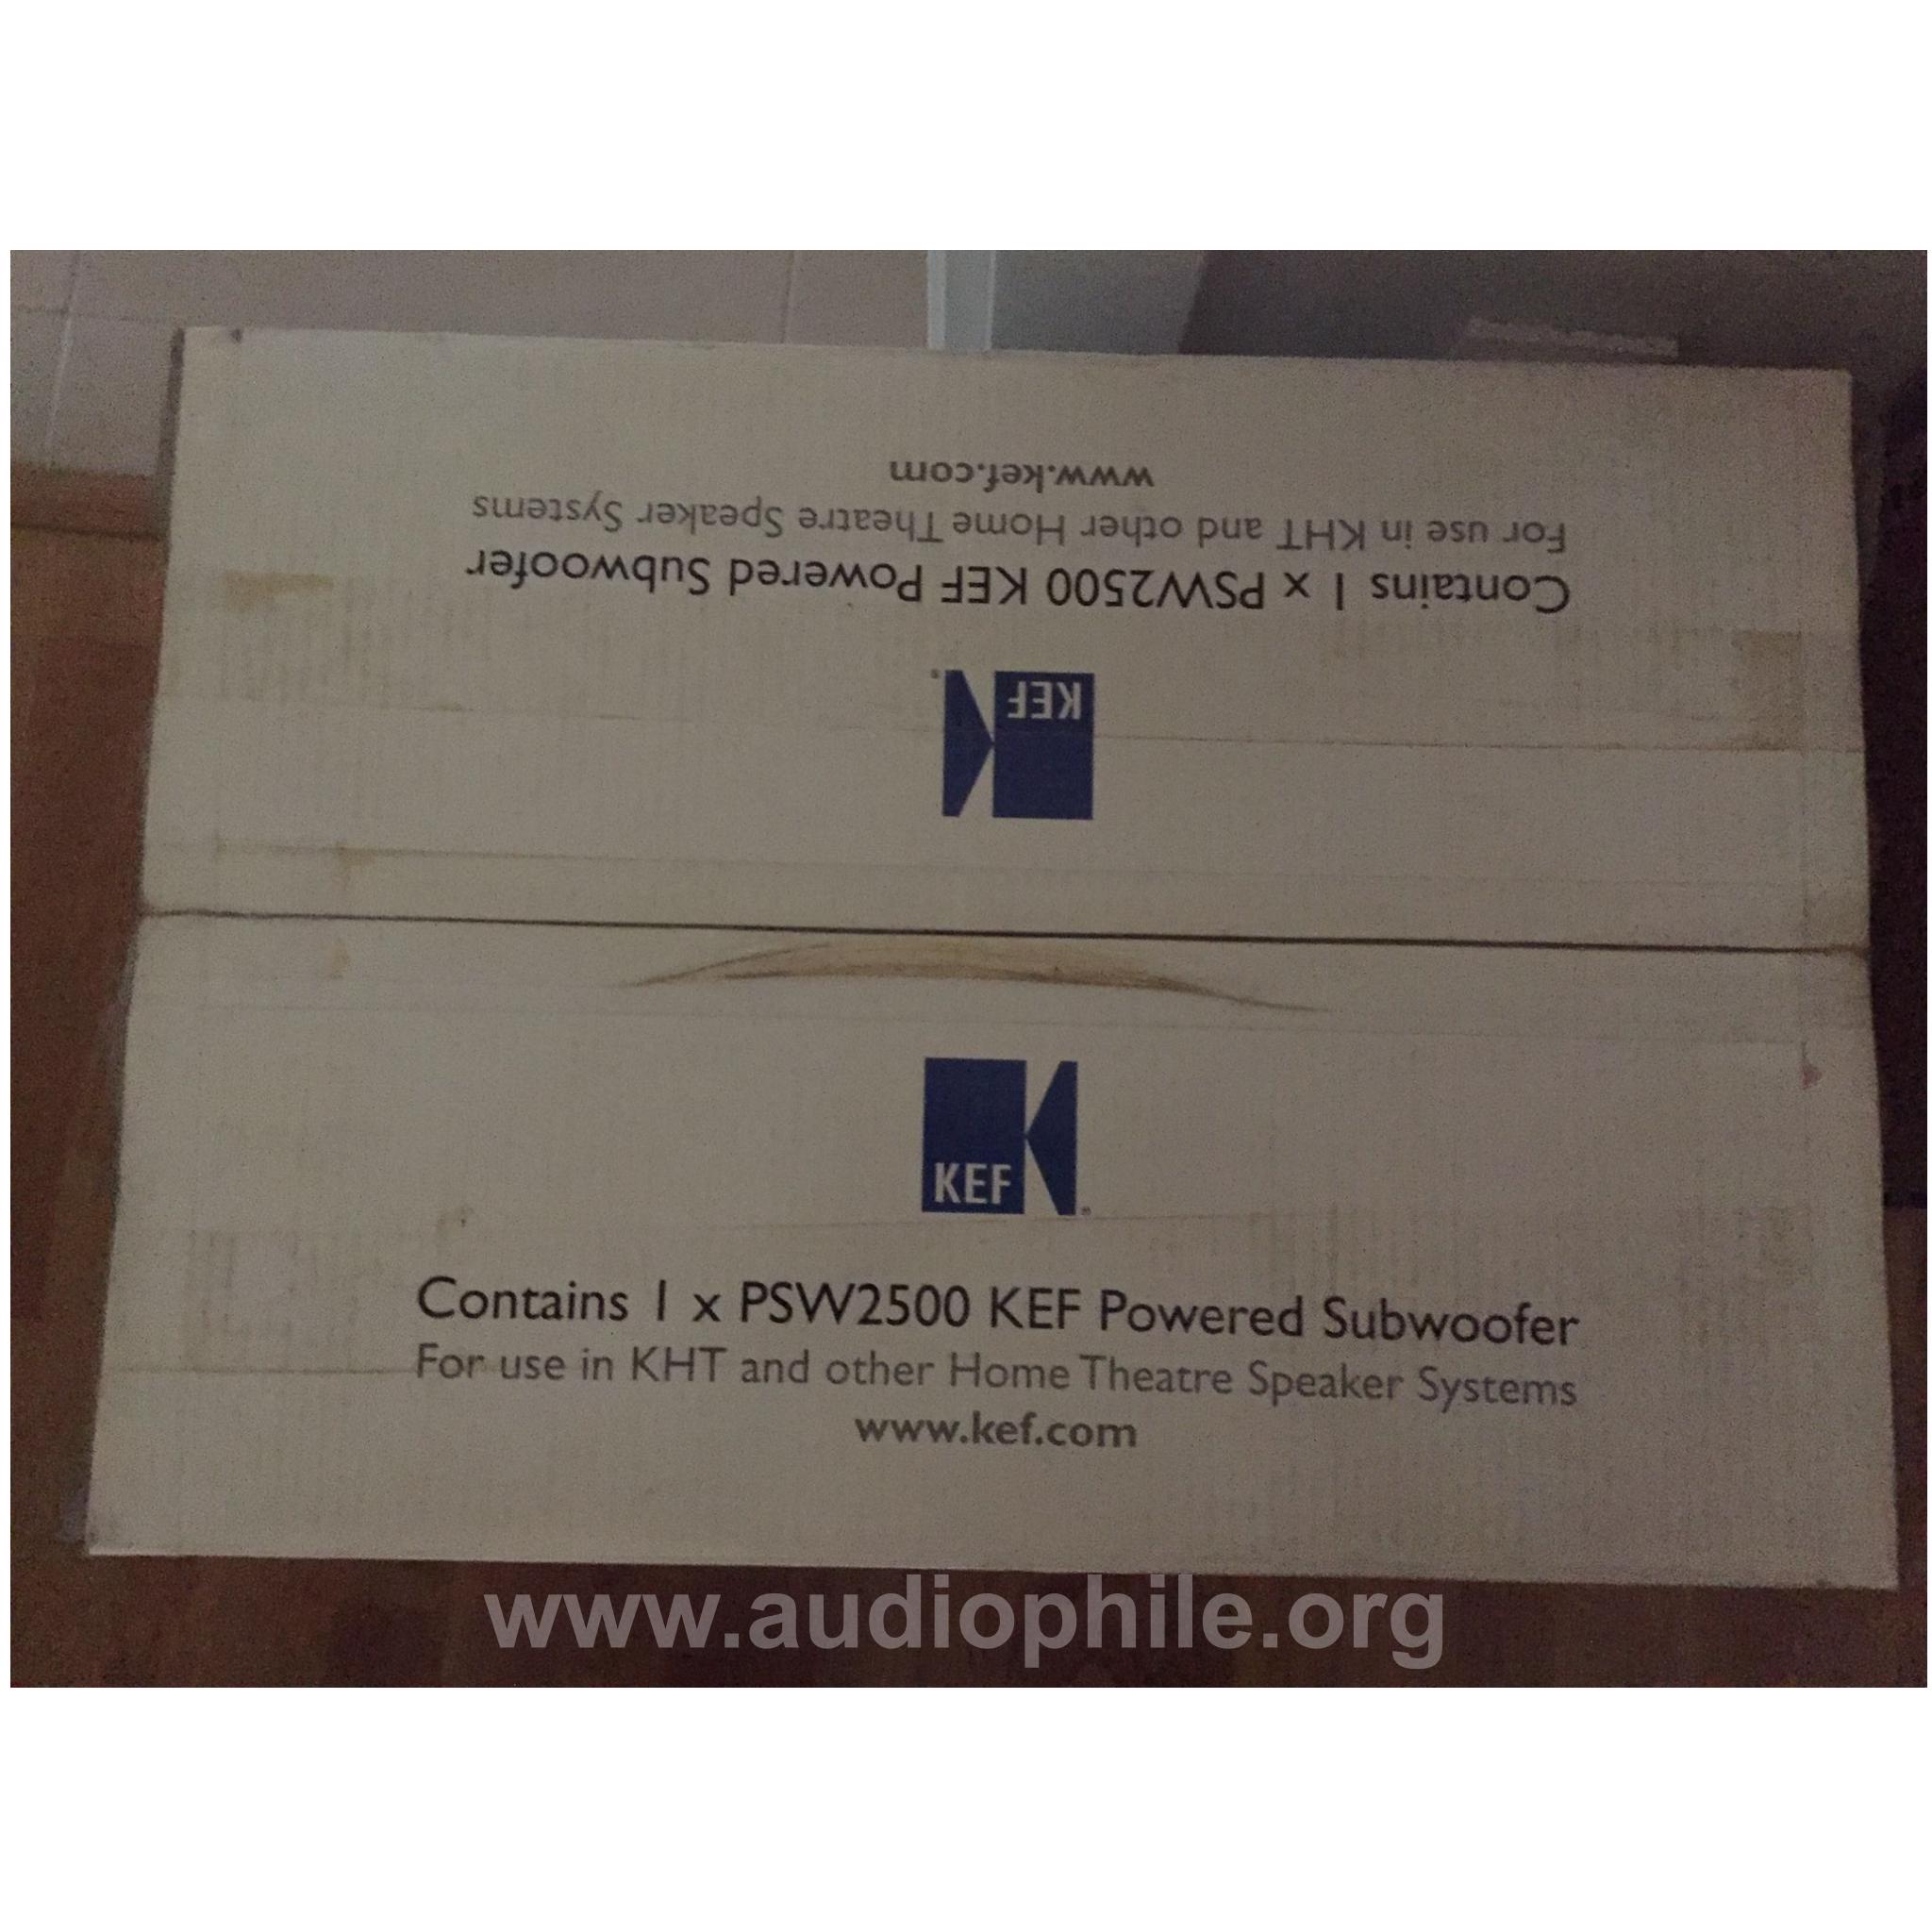 www.kef.com
For use in KHT and other Home Theatre Speaker Systems
Contains 1 x PSW2500 KEF Powered Subwoofer
KEF
KEF
Contains 1 x PSW2500 KEF Powered Subwoofer
For use in KHT and other Home Theatre Speaker Systems
www.kef.com
www.audiophile.org